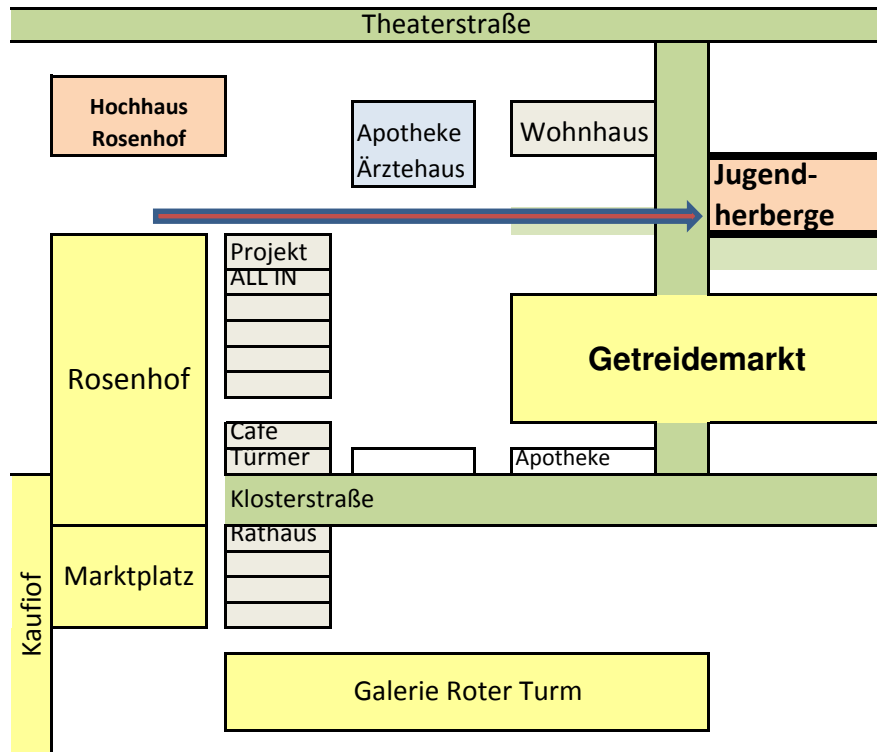 Theaterstraße
Hochhaus
Rosenhof
Apotheke
Ärztehaus
Wohnhaus
Jugend-
herberge
Projekt
ALL IN
Rosenhof
Getreidemarkt
Cafe
Türmer
Apotheke
Klosterstraße
Rathaus
Marktplatz
Kaufiof
Galerie Roter Turm